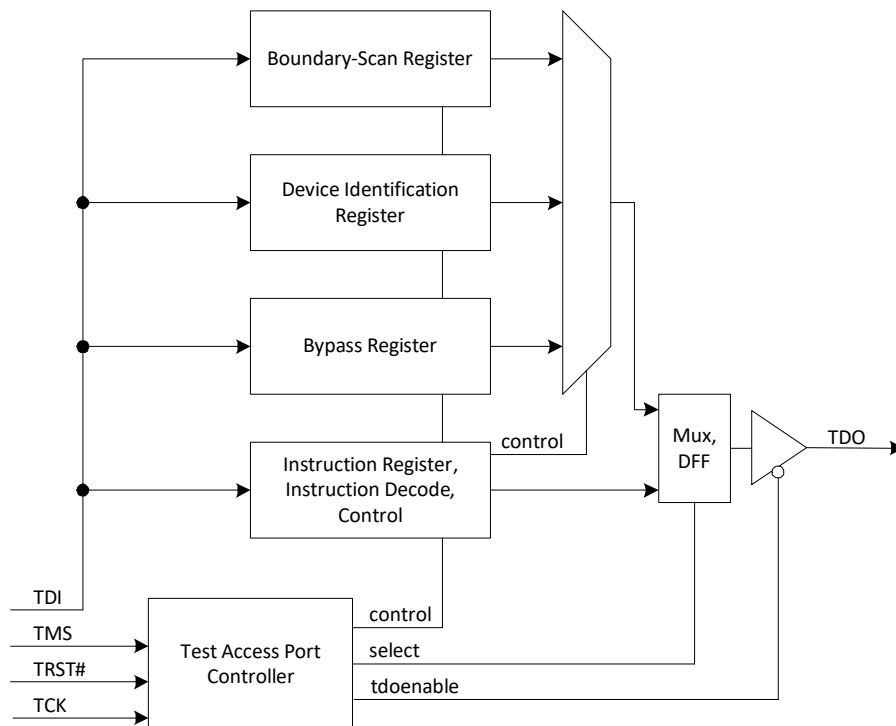 Boundary-Scan Register
Device Identification
Register
Bypass Register
control
Instruction Register,
Instruction Decode,
Control
Mux,
DFF
TDO
TDI
TMS
TRST#
TCK
Test Access Port
Controller
control
select
tdoenable